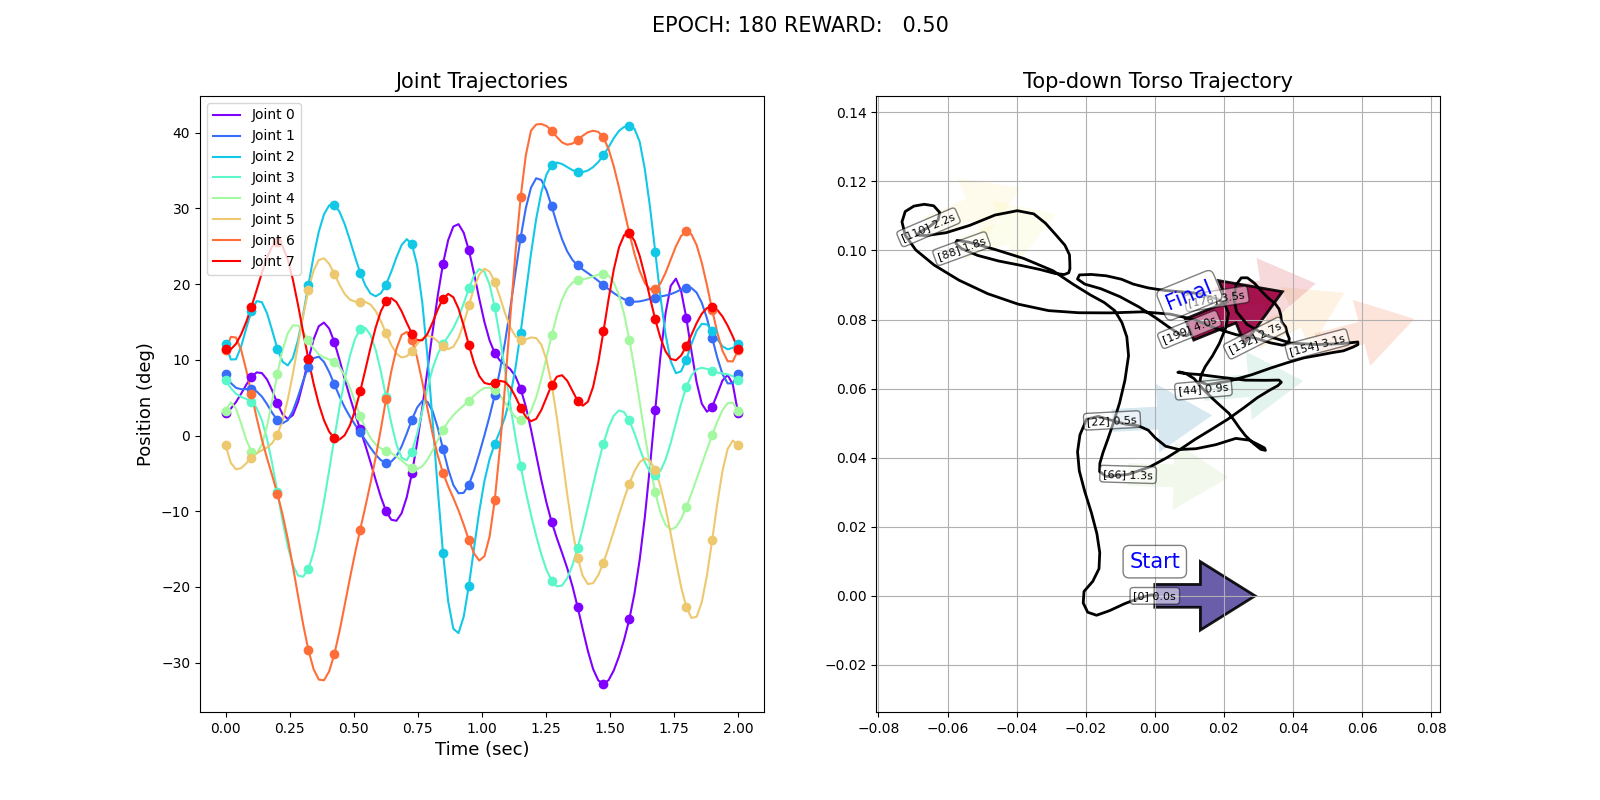 EPOCH: 180 REWARD:   0.50
Joint Trajectories
Position (deg)
40
30
20
10
0
−10
−20
−30
Joint 0
Joint 1
Joint 2
Joint 3
Joint 4
Joint 5
Joint 6
Joint 7
0.00 0.25 0.50 0.75 1.00 1.25 1.50 1.75 2.00
Time (sec)
Top-down Torso Trajectory
0.14
0.12
0.10
0.08
0.06
0.04
0.02
0.00
−0.02
[110] 2.2s
[88] 1.8s
Final
[176] 3.5s
[199] 4.0s
[132] 2.7s
[154] 3.1s
[44] 0.9s
[22] 0.5s
[66] 1.3s
Start
[0] 0.0s
−0.08 −0.06 −0.04 −0.02 0.00 0.02 0.04 0.06 0.08